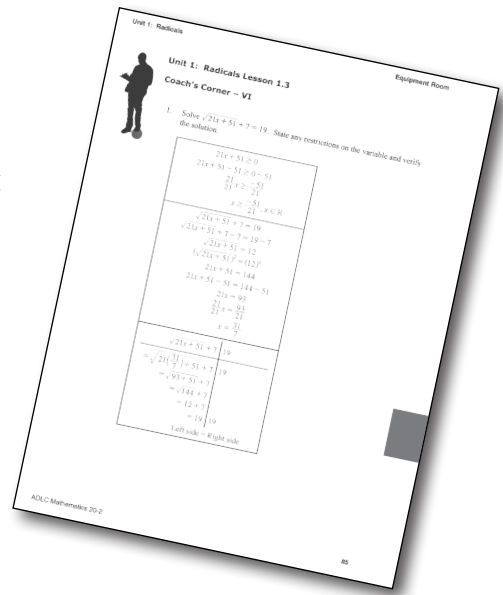 Unit 1: Radicals
Equipment Room
Unit 1: Radicals Lesson 1.3
Coach's Corner – VI
1. Solve √21x + 51 + 7 = 19. State any restrictions on the variable and verify
the solution.
21x + 51 ≥ 0
21x + 51 − 51 ≥ 0 − 51
21/21 x ≥ −51/21
x ≥ −51/21, x ∈ R
√21x + 51 + 7 = 19
√21x + 51 + 7 − 7 = 19 − 7
√21x + 51 = 12
(√21x + 51)² = (12)²
21x + 51 = 144
21x + 51 − 51 = 144 − 51
21x = 93
21/21 x = 93/21
x = 31/7
√21x + 51 + 7 | 19
= √21(31/7) + 51 + 7 | 19
= √93 + 51 + 7
= √144 + 7
= 12 + 7
= 19 | 19
Left side = Right side
ADLC Mathematics 20-2
85